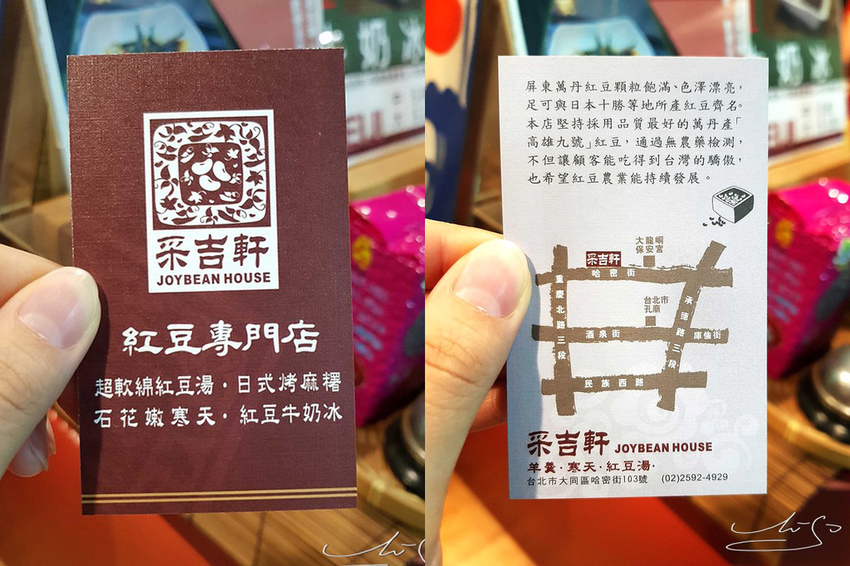 采吉軒
JOYBEAN HOUSE
紅豆專門店
超軟綿紅豆湯・日式烤麻糬
石花嫩寒天・紅豆牛奶冰
屏東萬丹紅豆顆粒飽滿、色澤漂亮，
足可與日本十勝等地所產紅豆齊名。
本店堅持採用品質最好的萬丹產「
高雄九號」紅豆，通過無農藥檢測，
不但讓顧客能吃得到台灣的驕傲，
也希望紅豆農業能持續發展。
大龍峒
保安宮
采吉軒
哈密街
重慶北路三段
承德路三段
台北市
孔廟
酒泉街
庫倫街
民族西路
采吉軒 JOYBEAN HOUSE
羊羹・寒天・紅豆湯・
台北市大同區哈密街103號 (02)2592-4929
奶冰